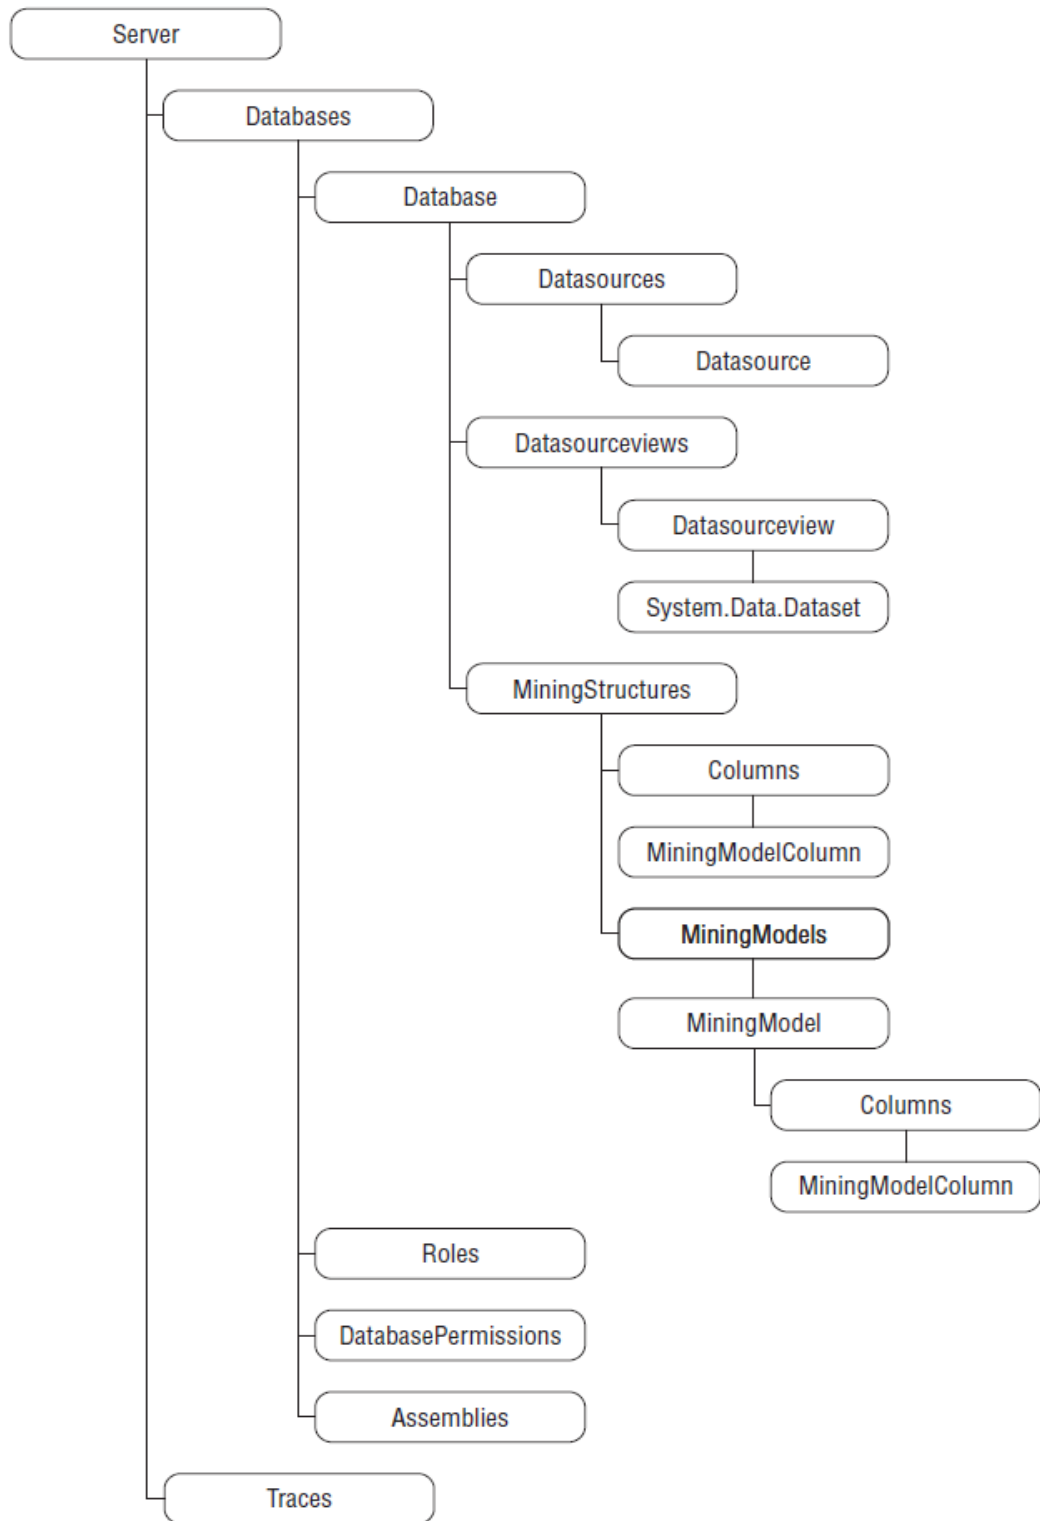 Server
Databases
Database
Datasources
Datasource
Datasourceviews
Datasourceview
System.Data.Dataset
MiningStructures
Columns
MiningModelColumn
MiningModels
MiningModel
Columns
MiningModelColumn
Roles
DatabasePermissions
Assemblies
Traces